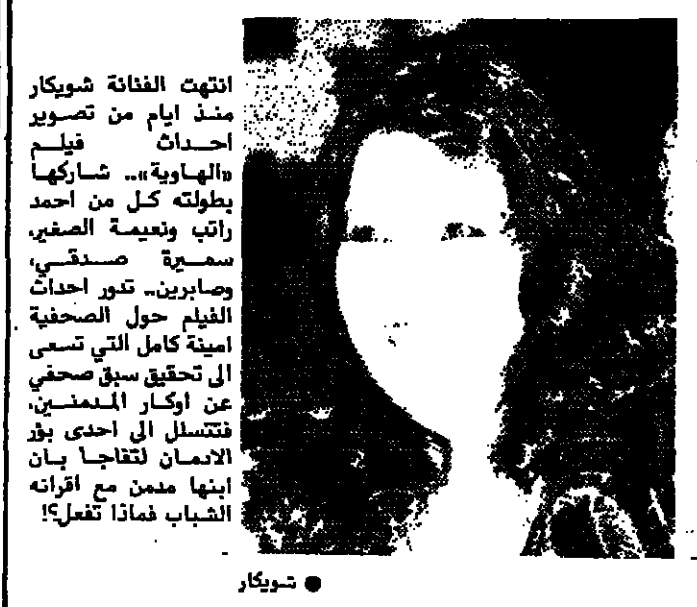 انتهت الفنانة شويكار
منذ ايام من تصوير
احداث فيلم
«الهاوية».. شاركها
بطولته كل من احمد
راتب ونعيمة الصغير،
سميرة صدقي،
وصابرين.. تدور احداث
الفيلم حول الصحفية
امينة كامل التي تسعى
الى تحقيق سبق صحفي
عن اوكار المدمنين،
فتتسلل الى احدى بؤر
الادمان لتفاجا بان
ابنها مدمن مع اقرانه
الشباب فماذا تفعل؟!
● شويكار